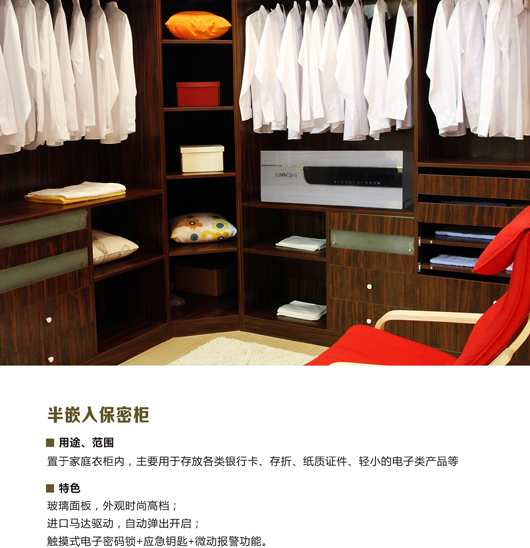 半嵌入保密柜
■ 用途、范围
置于家庭衣柜内，主要用于存放各类银行卡、存折、纸质证件、轻小的电子类产品等
■ 特色
玻璃面板，外观时尚高档；
进口马达驱动，自动弹出开启；
触摸式电子密码锁+应急钥匙+微动报警功能。